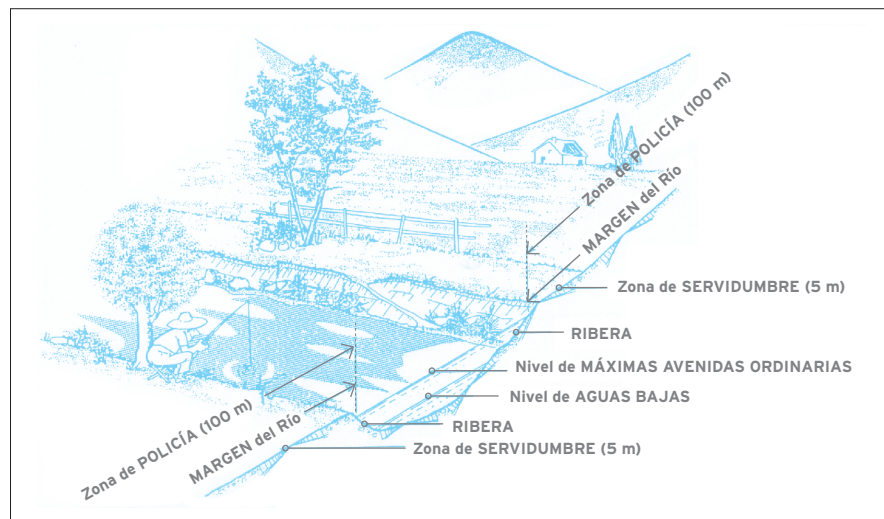 Zona de POLICÍA (100 m)
MARGEN del Río
Zona de SERVIDUMBRE (5 m)
RIBERA
Nivel de MÁXIMAS AVENIDAS ORDINARIAS
Nivel de AGUAS BAJAS
RIBERA
Zona de SERVIDUMBRE (5 m)
Zona de POLICÍA (100 m)
MARGEN del Río